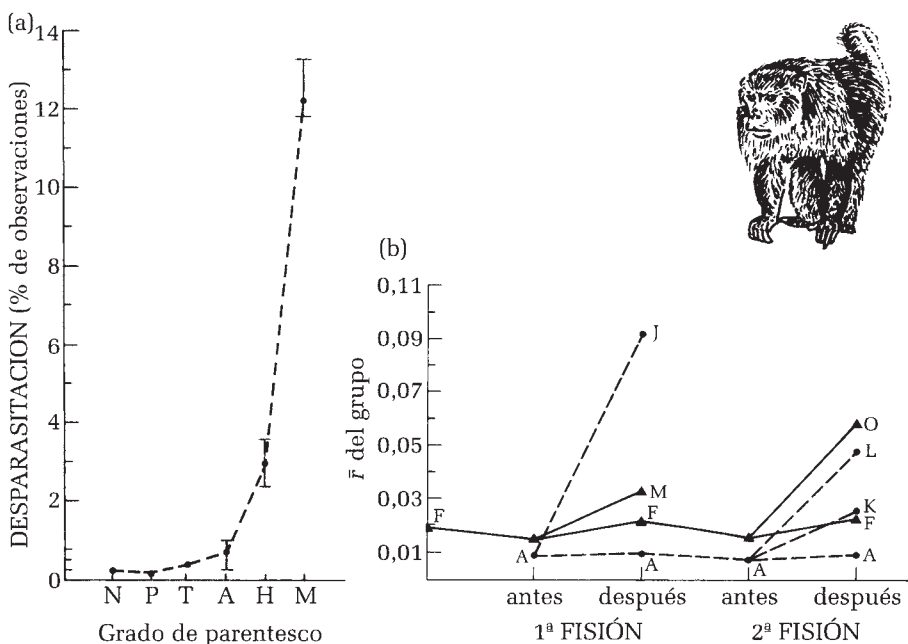 (a)
14
12
10
8
6
4
2
0
DESPARASITACION (% de observaciones)
N P T A H M
Grado de parentesco
(b)
0,11
0,09
0,07
0,05
0,03
0,01
r̄ del grupo
F
A
J
M
F
A
A
O
L
K
F
A
antes después antes después
1ª FISIÓN 2ª FISIÓN